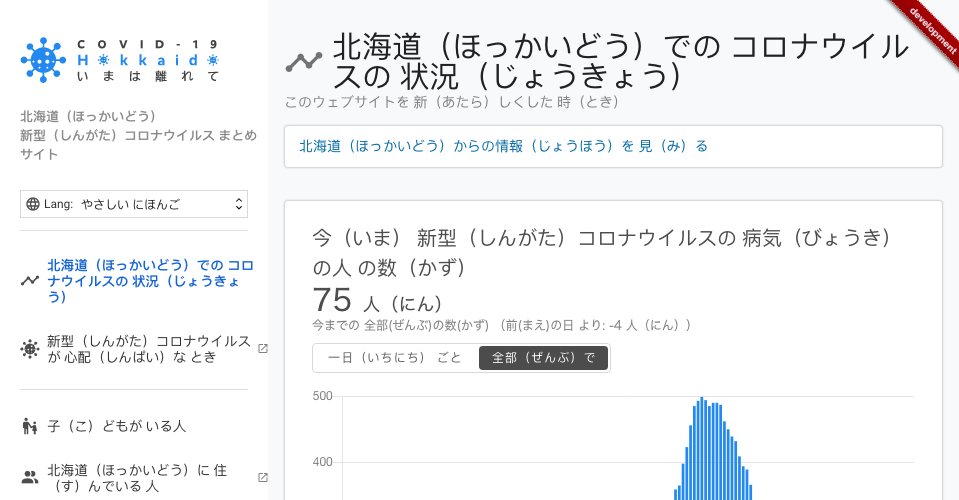 COVID-19
Hokkaido
いまは離れて
北海道（ほっかいどう）
新型（しんがた）コロナウイルス まとめ
サイト
Lang: やさしい にほんご
北海道（ほっかいどう）での コロ
ナウイルスの 状況（じょうきょ
う）
新型（しんがた）コロナウイルス
が 心配（しんぱい）な とき
子（こ）どもが いる人
北海道（ほっかいどう）に 住
（す）んでいる 人
development
北海道（ほっかいどう）での コロナウイル
スの 状況（じょうきょう）
このウェブサイトを 新（あたら）しくした 時（とき）
北海道（ほっかいどう）からの情報（じょうほう）を 見（み）る
今（いま） 新型（しんがた）コロナウイルスの 病気（びょうき）
の人 の数（かず）
75 人（にん）
今までの 全部(ぜんぶ)の数(かず) （前(まえ)の日 より: -4 人（にん））
一日（いちにち） ごと
全部（ぜんぶ）で
500
400